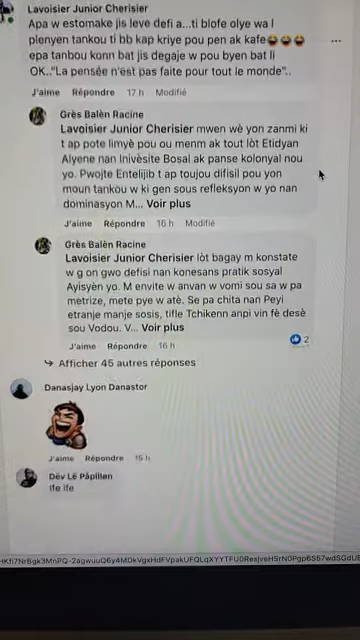 Lavoisier Junior Cherisier
Apa w estomake jis leve defi a...ti blofe olye wa l
plenyen tankou ti bb kap kriye pou pen ak kafe😂😂😂
epa tanbou konn bat jis degaje w pou byen bat li
OK.."La pensée n'est pas faite pour tout le monde"..
J'aime Répondre 17 h Modifié
Grès Balèn Racine
Lavoisier Junior Cherisier mwen wè yon zanmi ki
t ap pote limyè pou ou menm ak tout lòt Etidyan
Alyene nan Inivèsite Bosal ak panse kolonyal nou
yo. Pwojte Entelijib t ap toujou difisil pou yon
moun tankou w ki gen sous refleksyon w yo nan
dominasyon M... Voir plus
J'aime Répondre 16 h Modifié
Grès Balèn Racine
Lavoisier Junior Cherisier lòt bagay m konstate
w g on gwo defisi nan konesans pratik sosyal
Ayisyèn yo. M envite w anvan w vomi sou sa w pa
metrize, mete pye w atè. Se pa chita nan Peyi
etranje manje sosis, tifle Tchikenn anpi vin fè desè
sou Vodou. V... Voir plus
J'aime Répondre 16 h 2
Afficher 45 autres réponses
Danasjay Lyon Danastor
J'aime Répondre 15 h
Dëv Lë Påpilløn
Ife ife